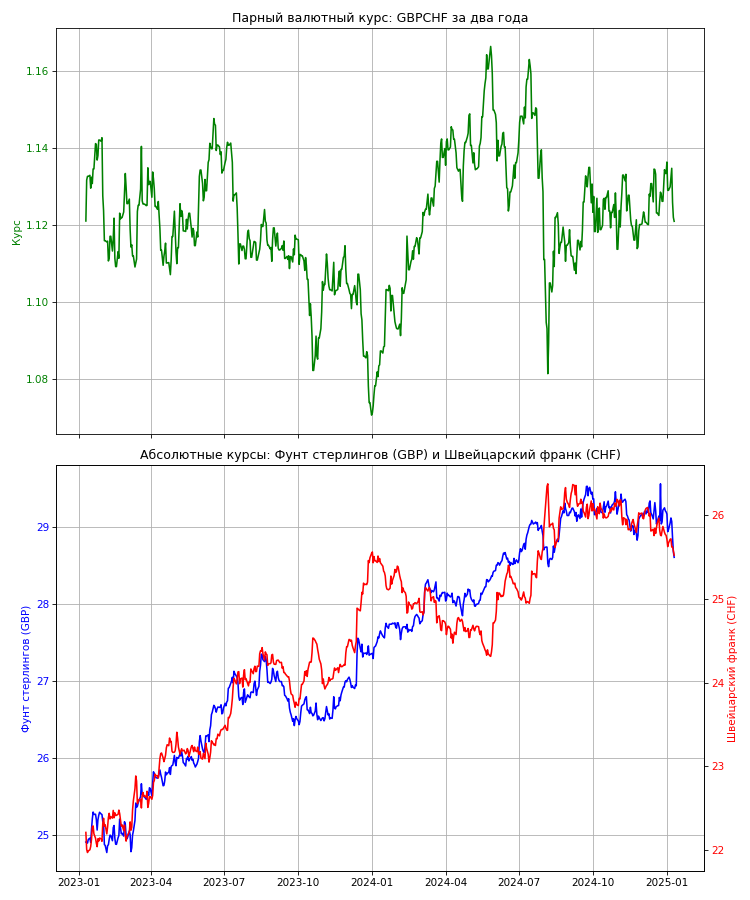 Парный валютный курс: GBPCHF за два года
1.16
1.14
1.12
1.10
1.08
Курс
Абсолютные курсы: Фунт стерлингов (GBP) и Швейцарский франк (CHF)
29
28
27
26
25
Фунт стерлингов (GBP)
26
25
24
23
22
Швейцарский франк (CHF)
2023-01 2023-04 2023-07 2023-10 2024-01 2024-04 2024-07 2024-10 2025-01